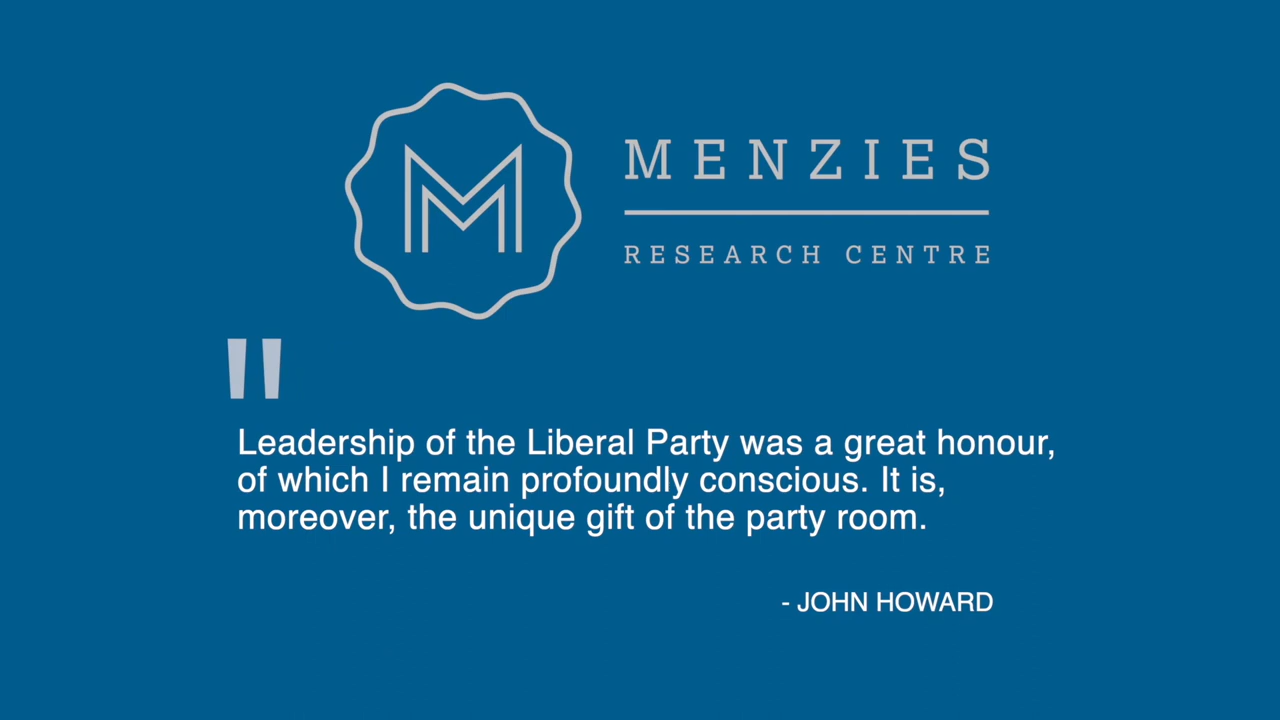 MENZIES
RESEARCH CENTRE
"
Leadership of the Liberal Party was a great honour,
of which I remain profoundly conscious. It is,
moreover, the unique gift of the party room.
- JOHN HOWARD